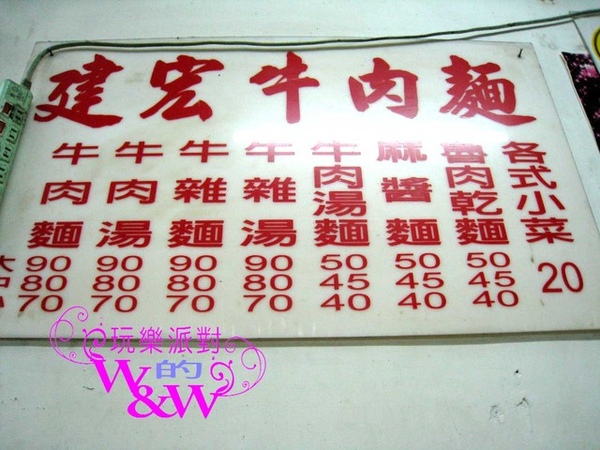 建宏牛肉麵
牛肉麵 牛肉湯 牛雜麵 牛雜湯 牛肉湯麵 麻醬麵 魯肉乾麵 各式小菜
大 90 90 90 90 50 50 50
中 80 80 80 80 45 45 45 20
小 70 70 70 70 40 40 40
玩樂派對
的
W&W